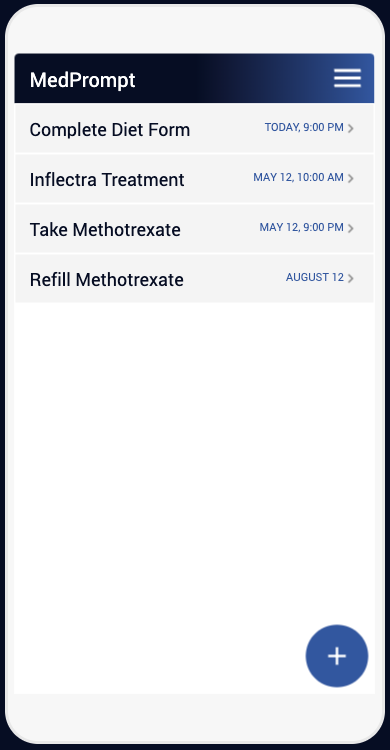 MedPrompt
Complete Diet Form TODAY, 9:00 PM
Inflectra Treatment MAY 12, 10:00 AM
Take Methotrexate MAY 12, 9:00 PM
Refill Methotrexate AUGUST 12
+